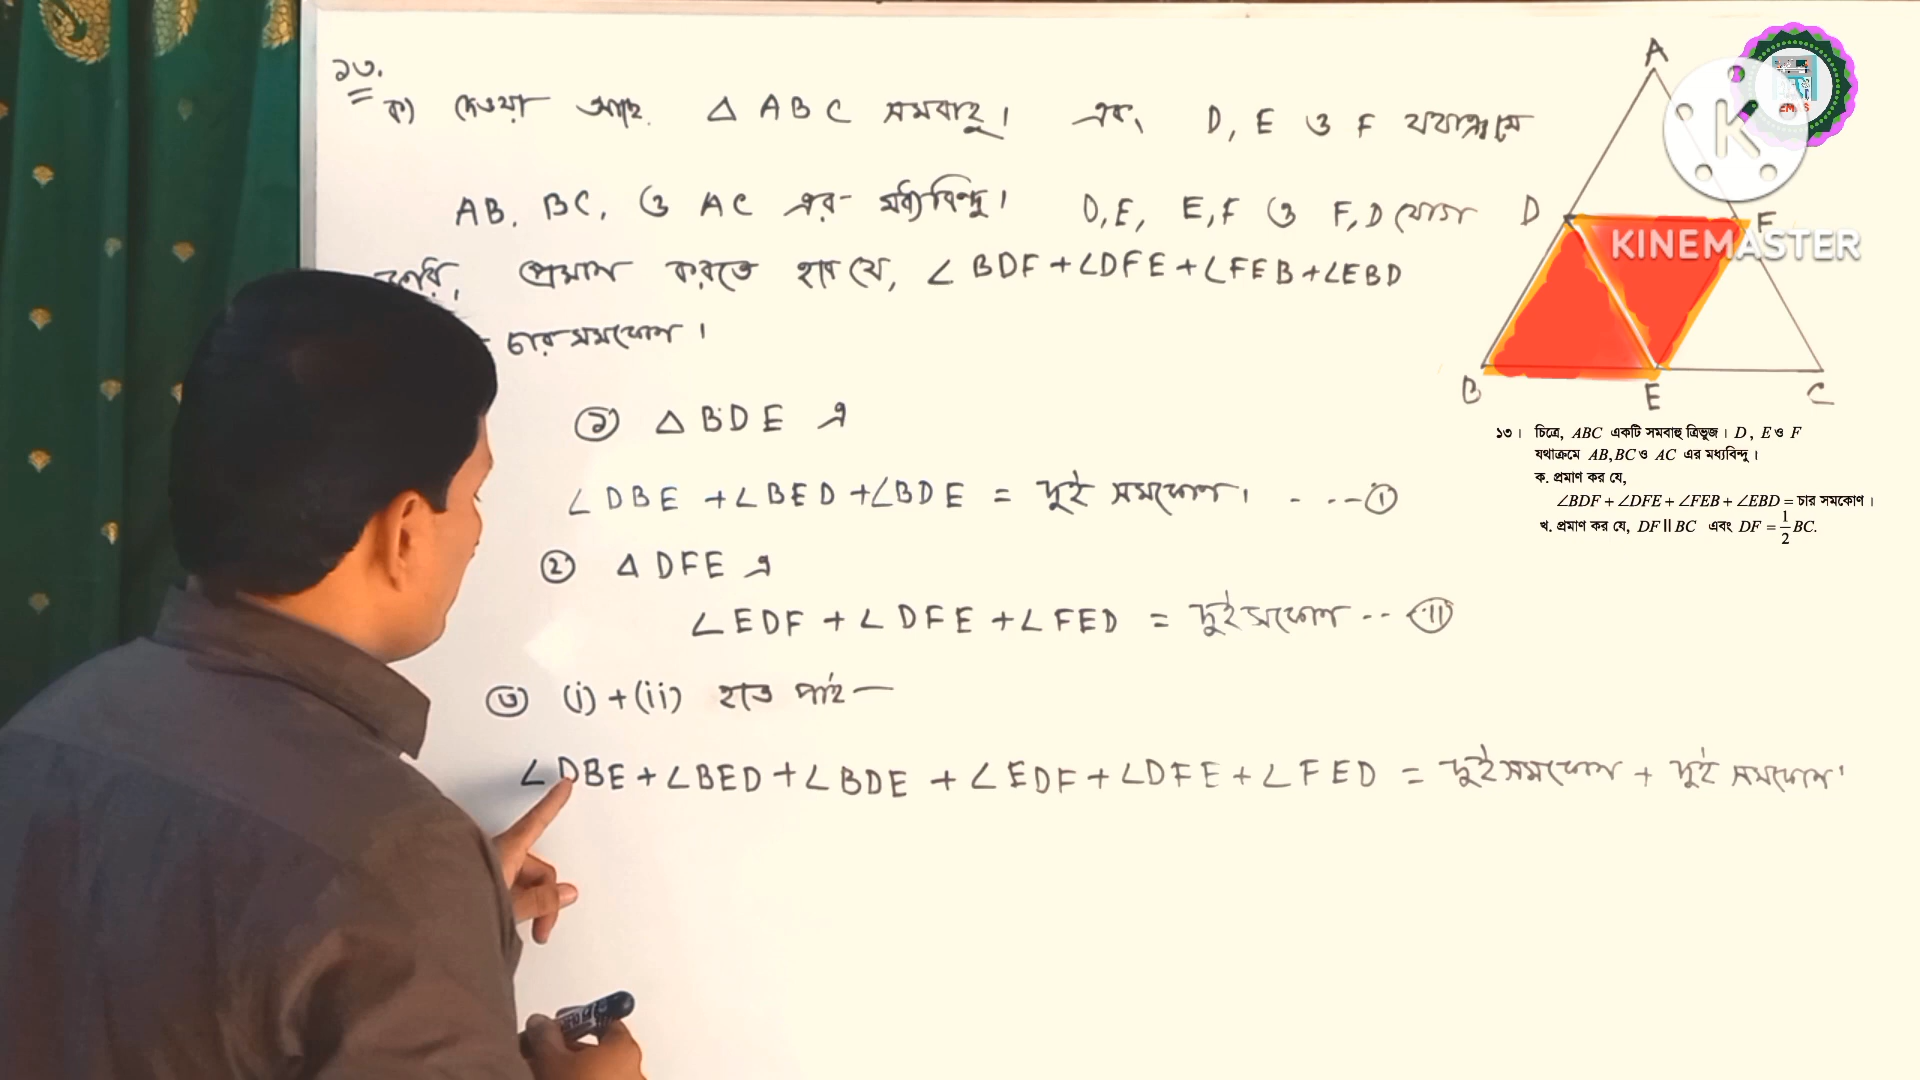 ১৩.
ক) দেওয়া আছে. △ ABC সমবাহু। এবং D, E ও F যথাক্রমে
AB, BC, ও AC এর মধ্যবিন্দু। D,E, E,F ও F,D যোগ
করি, প্রমাণ করতে হবে যে, ∠BDF+∠DFE+∠FEB+∠EBD
= চার সমকোণ।
① △ BDE এ
∠DBE +∠BED+∠BDE = দুই সমকোণ। - - -- (i)
② △ DFE এ
∠EDF + ∠DFE +∠FED = দুই সমকোণ -- (ii)
③ (i)+(ii) হতে পাই—
∠DBE+∠BED+∠BDE +∠EDF+∠DFE+∠FED = দুই সমকোণ + দুই সমকোণ।
A
D
F
B
E
C
KINEMASTER
১৩। চিত্রে, ABC একটি সমবাহু ত্রিভুজ। D, E ও F
যথাক্রমে AB, BC ও AC এর মধ্যবিন্দু।
ক. প্রমাণ কর যে,
∠BDF + ∠DFE + ∠FEB + ∠EBD = চার সমকোণ।
খ. প্রমাণ কর যে, DF || BC এবং DF = 1/2 BC.